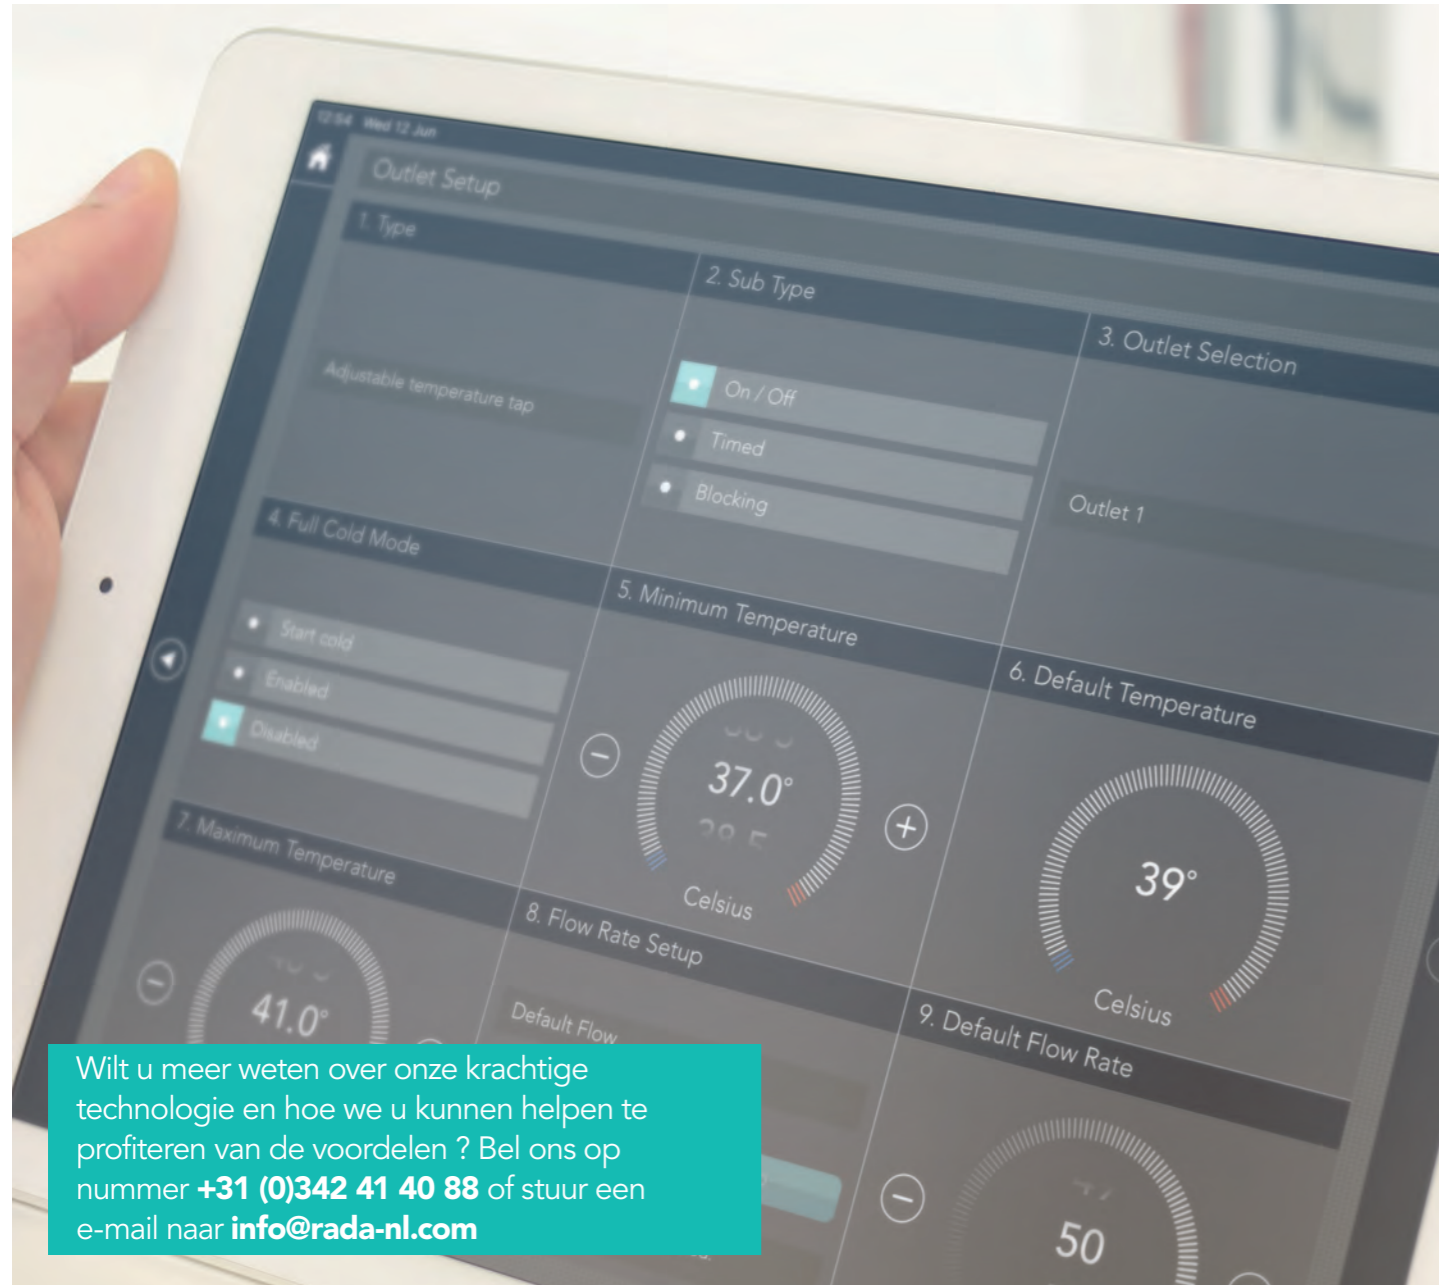 12:54 Wed 12 Jun
Outlet Setup
1. Type
Adjustable temperature tap
2. Sub Type
On / Off
Timed
Blocking
3. Outlet Selection
Outlet 1
4. Full Cold Mode
Start cold
Enabled
Disabled
5. Minimum Temperature
37.0°
Celsius
6. Default Temperature
39°
Celsius
7. Maximum Temperature
41.0°
8. Flow Rate Setup
Default Flow
9. Default Flow Rate
50
Wilt u meer weten over onze krachtige
technologie en hoe we u kunnen helpen te
profiteren van de voordelen ? Bel ons op
nummer +31 (0)342 41 40 88 of stuur een
e-mail naar info@rada-nl.com